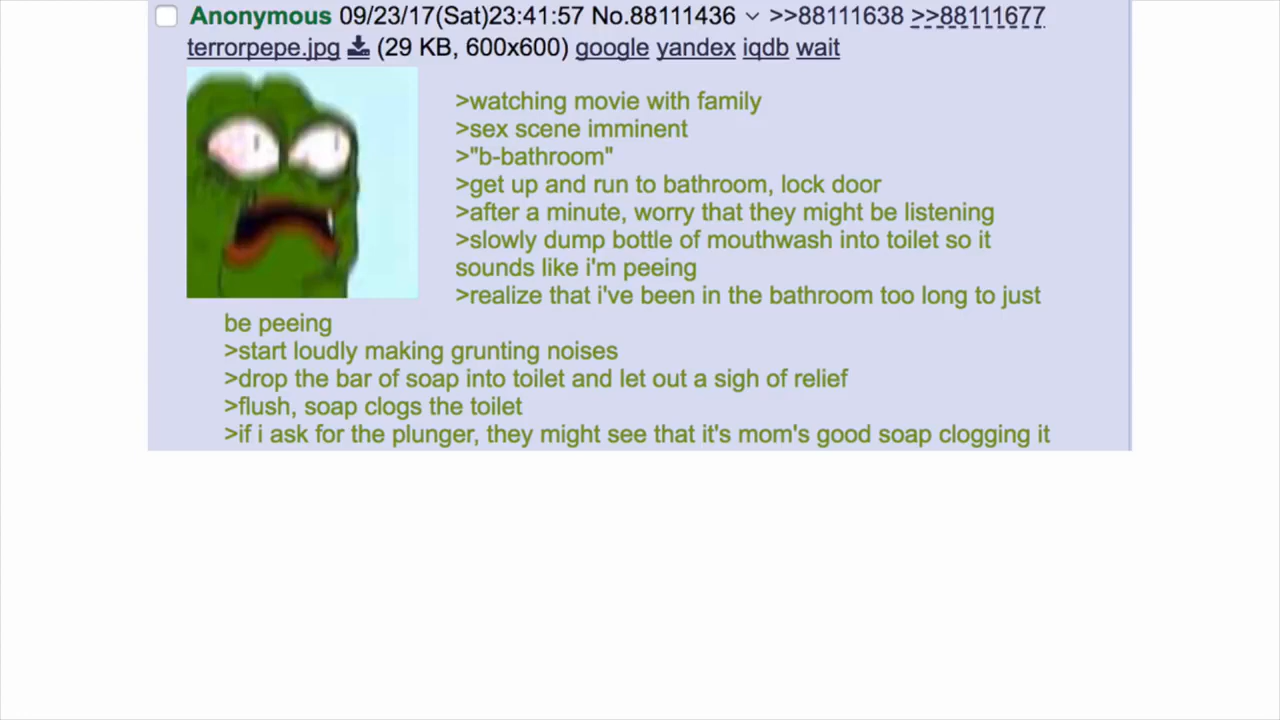 Anonymous 09/23/17(Sat)23:41:57 No.88111436 >>88111638 >>88111677
terrorpepe.jpg (29 KB, 600x600) google yandex iqdb wait
>watching movie with family
>sex scene imminent
>"b-bathroom"
>get up and run to bathroom, lock door
>after a minute, worry that they might be listening
>slowly dump bottle of mouthwash into toilet so it
sounds like i'm peeing
>realize that i've been in the bathroom too long to just
be peeing
>start loudly making grunting noises
>drop the bar of soap into toilet and let out a sigh of relief
>flush, soap clogs the toilet
>if i ask for the plunger, they might see that it's mom's good soap clogging it